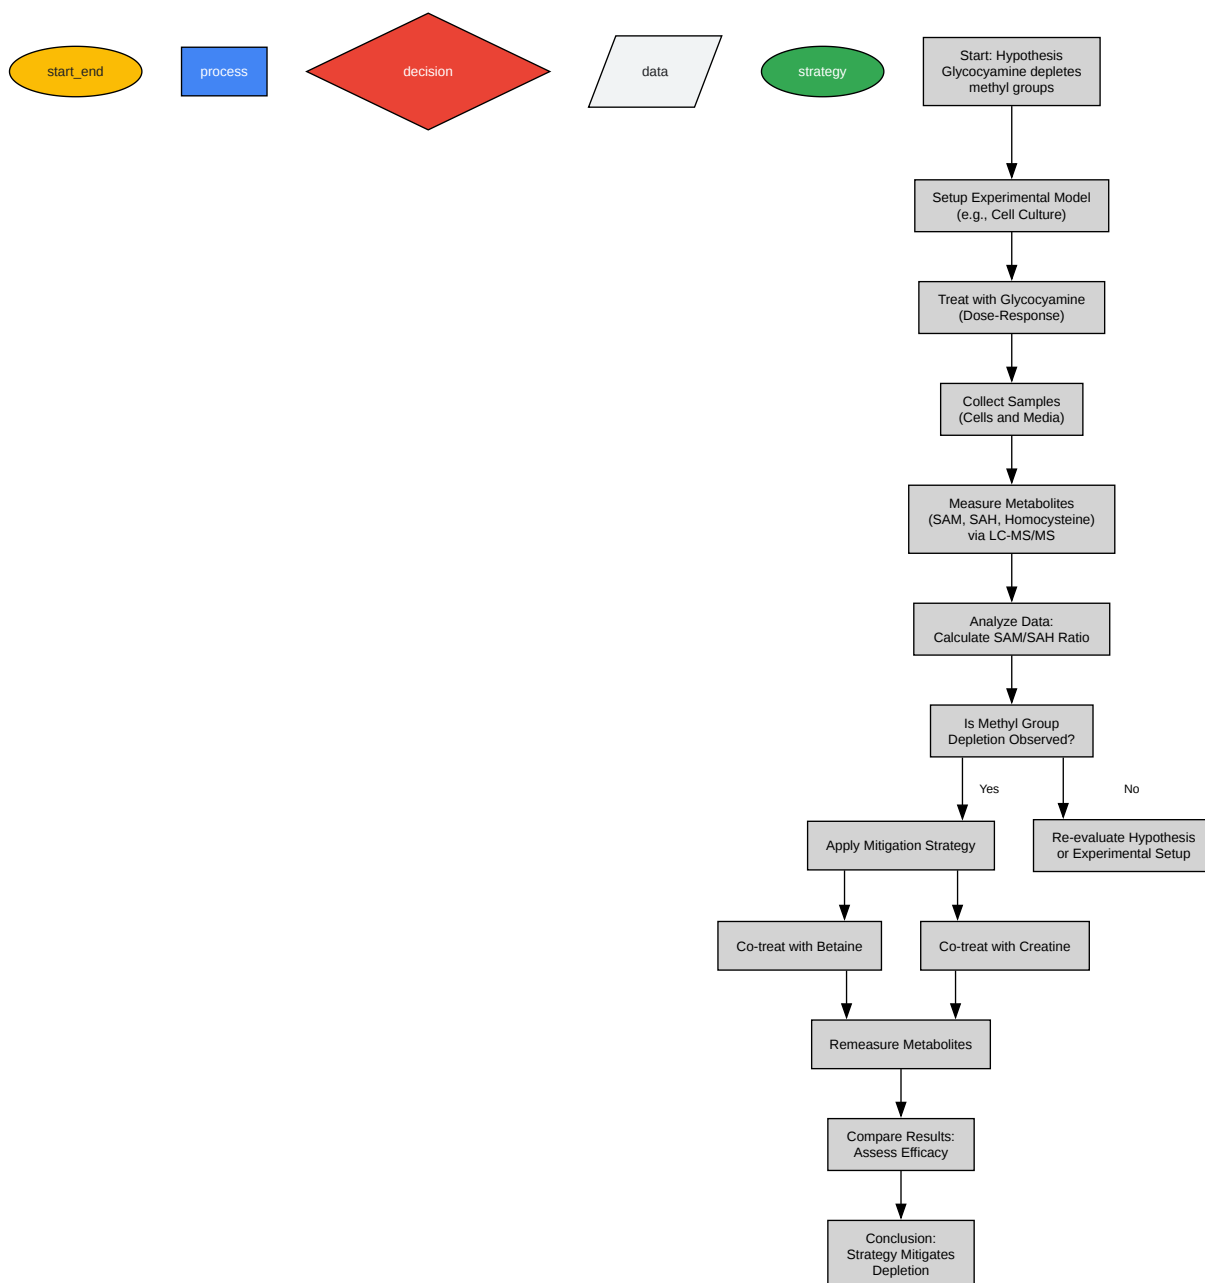 start_end
process
decision
data
strategy
Start: Hypothesis
Glycocyamine depletes
methyl groups
Setup Experimental Model
(e.g., Cell Culture)
Treat with Glycocyamine
(Dose-Response)
Collect Samples
(Cells and Media)
Measure Metabolites
(SAM, SAH, Homocysteine)
via LC-MS/MS
Analyze Data:
Calculate SAM/SAH Ratio
Is Methyl Group
Depletion Observed?
Yes
No
Apply Mitigation Strategy
Re-evaluate Hypothesis
or Experimental Setup
Co-treat with Betaine
Co-treat with Creatine
Remeasure Metabolites
Compare Results:
Assess Efficacy
Conclusion:
Strategy Mitigates
Depletion